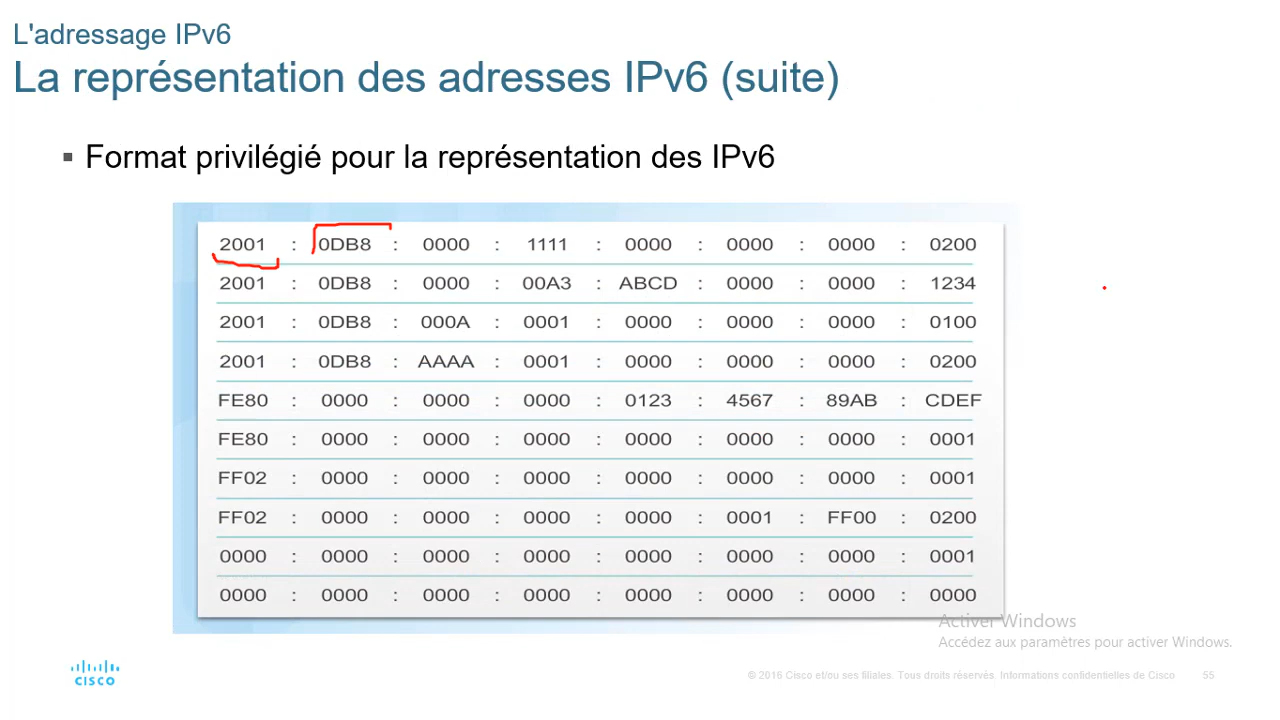 L'adressage IPv6
La représentation des adresses IPv6 (suite)
▪ Format privilégié pour la représentation des IPv6
2001 : 0DB8 : 0000 : 1111 : 0000 : 0000 : 0000 : 0200
2001 : 0DB8 : 0000 : 00A3 : ABCD : 0000 : 0000 : 1234
2001 : 0DB8 : 000A : 0001 : 0000 : 0000 : 0000 : 0100
2001 : 0DB8 : AAAA : 0001 : 0000 : 0000 : 0000 : 0200
FE80 : 0000 : 0000 : 0000 : 0123 : 4567 : 89AB : CDEF
FE80 : 0000 : 0000 : 0000 : 0000 : 0000 : 0000 : 0001
FF02 : 0000 : 0000 : 0000 : 0000 : 0000 : 0000 : 0001
FF02 : 0000 : 0000 : 0000 : 0000 : 0001 : FF00 : 0200
0000 : 0000 : 0000 : 0000 : 0000 : 0000 : 0000 : 0001
0000 : 0000 : 0000 : 0000 : 0000 : 0000 : 0000 : 0000
Activer Windows
Accédez aux paramètres pour activer Windows.
CISCO
© 2016 Cisco et/ou ses filiales. Tous droits réservés. Informations confidentielles de Cisco 55